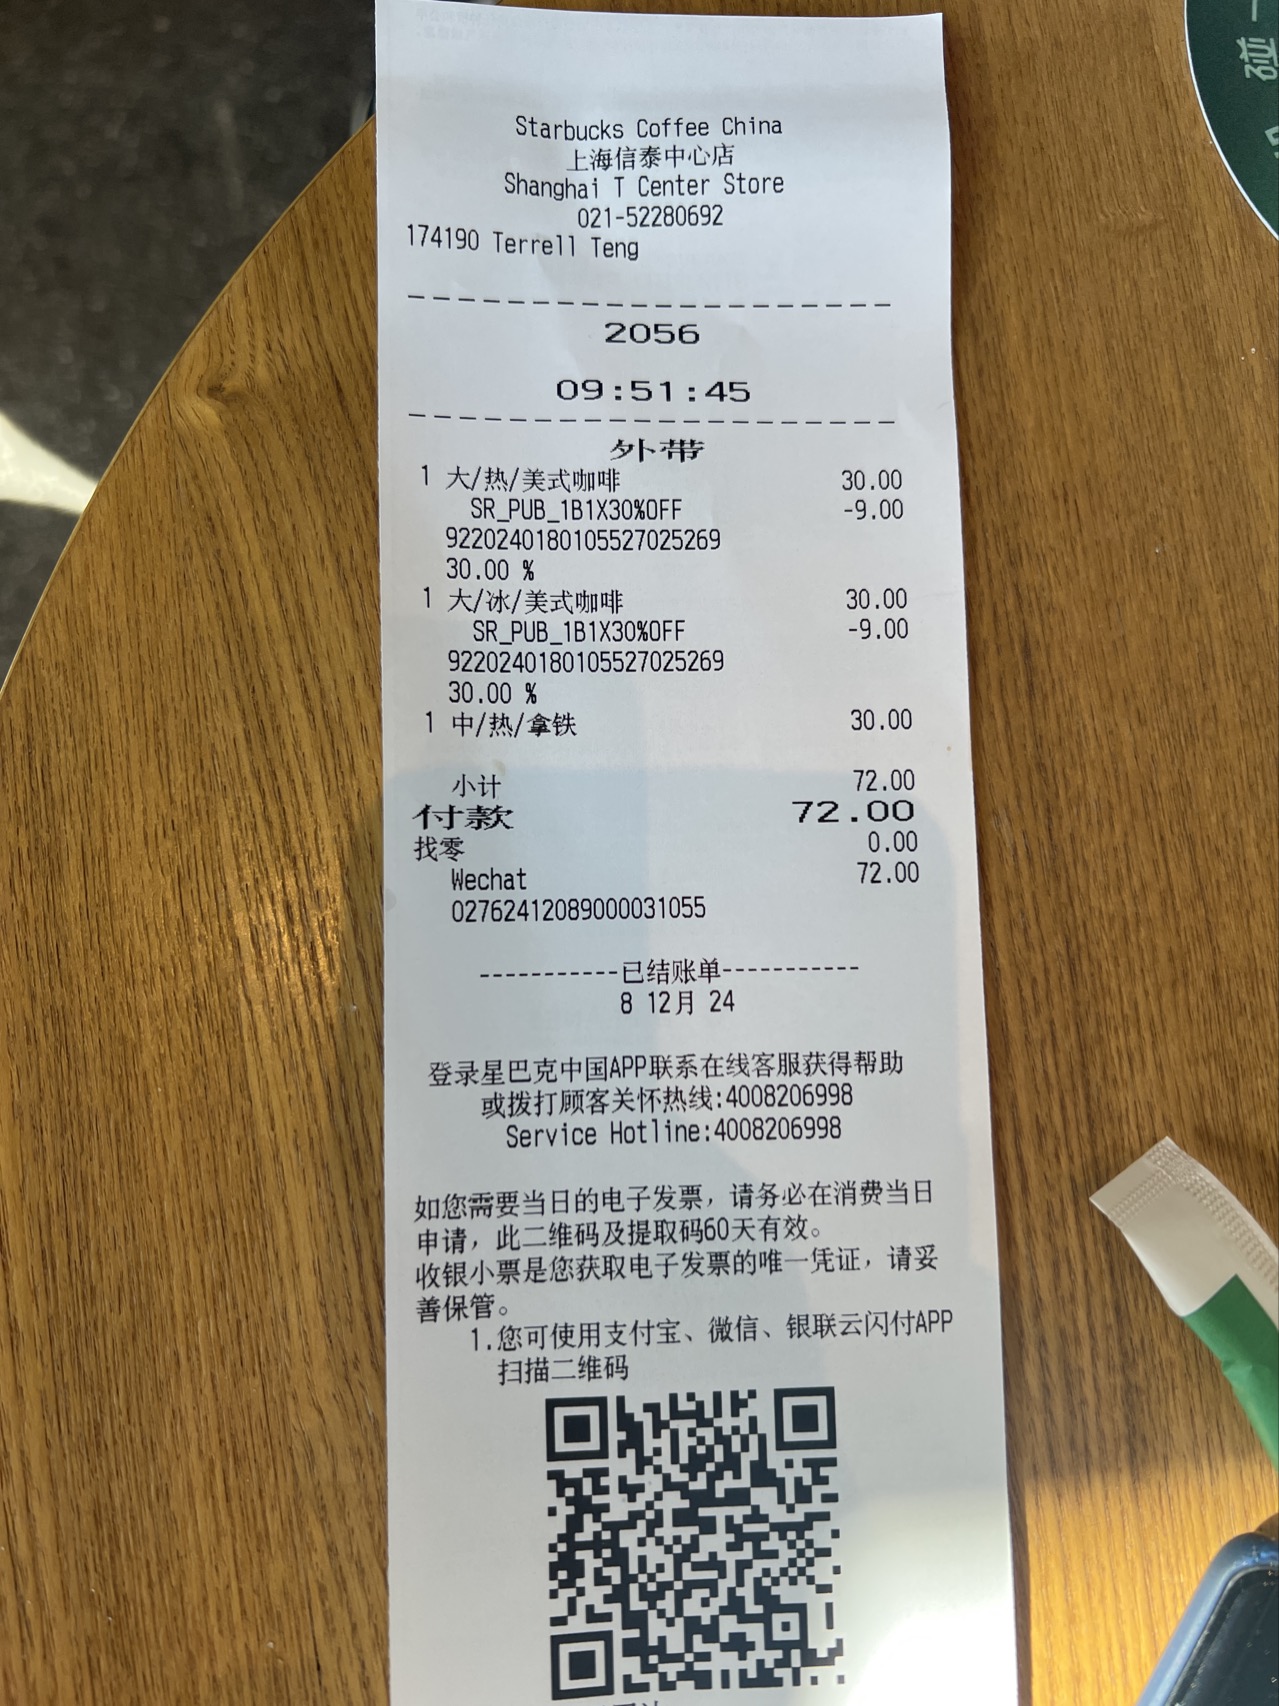 Starbucks Coffee China
上海信泰中心店
Shanghai T Center Store
021-52280692
174190 Terrell Teng
2056
09:51:45
外带
1 大/热/美式咖啡 30.00
SR_PUB_1B1X30%OFF -9.00
9220240180105527025269
30.00 %
1 大/冰/美式咖啡 30.00
SR_PUB_1B1X30%OFF -9.00
9220240180105527025269
30.00 %
1 中/热/拿铁 30.00
小计 72.00
付款 72.00
找零 0.00
Wechat 72.00
02762412089000031055
-----------已结账单-----------
8 12月 24
登录星巴克中国APP联系在线客服获得帮助
或拨打顾客关怀热线:4008206998
Service Hotline:4008206998
如您需要当日的电子发票，请务必在消费当日
申请，此二维码及提取码60天有效。
收银小票是您获取电子发票的唯一凭证，请妥
善保管。
1.您可使用支付宝、微信、银联云闪付APP
扫描二维码
碰一